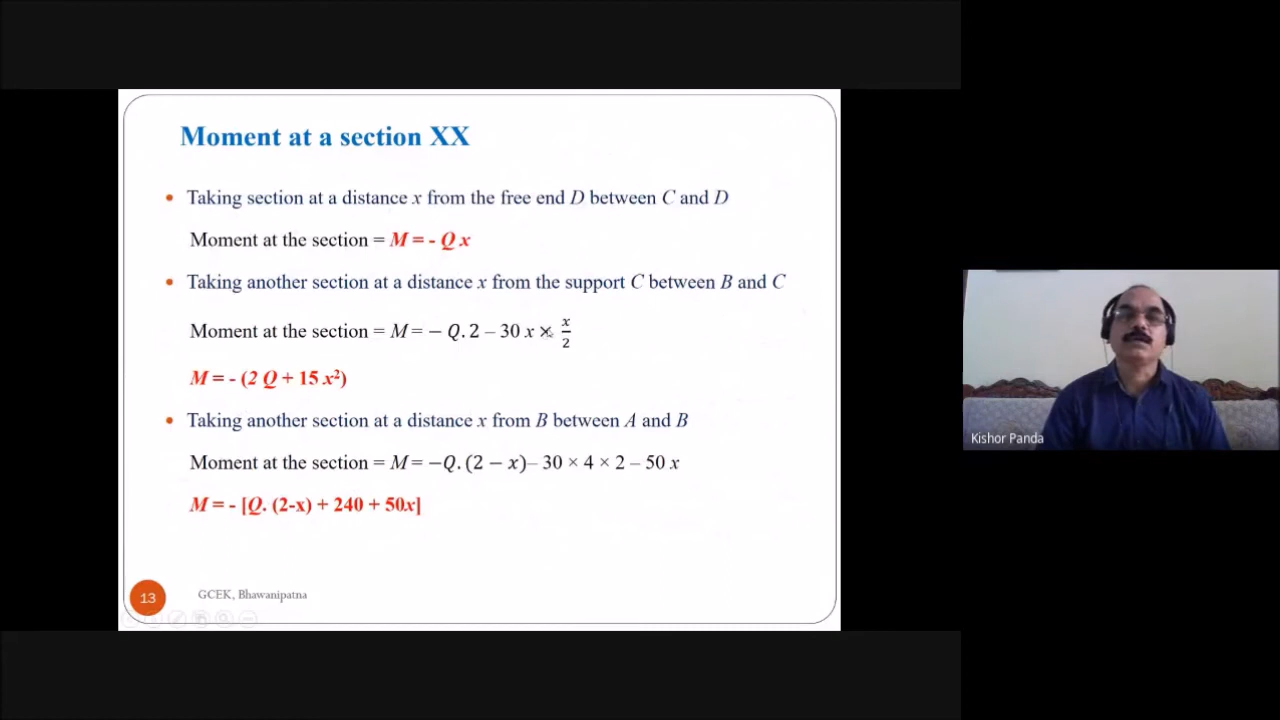 Moment at a section XX
• Taking section at a distance x from the free end D between C and D
Moment at the section = M = - Q x
• Taking another section at a distance x from the support C between B and C
Moment at the section = M = − Q. 2 – 30 x × x/2
M = - (2 Q + 15 x²)
• Taking another section at a distance x from B between A and B
Moment at the section = M = −Q. (2 − x)– 30 × 4 × 2 – 50 x
M = - [Q. (2-x) + 240 + 50x]
13
GCEK, Bhawanipatna
Kishor Panda